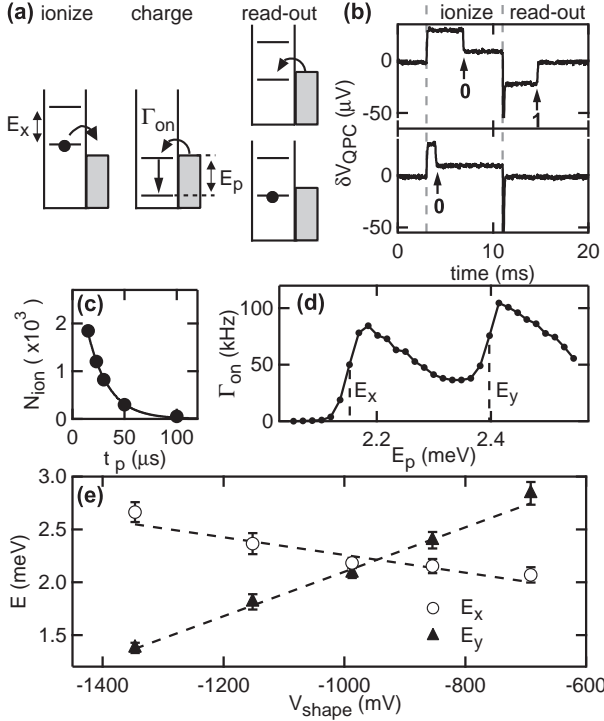 (a) ionize charge read-out
E_x
Γ_on
E_p
(b) ionize read-out
0
-50
0
-50
δV_QPC (μV)
0
1
0
0 10 20
time (ms)
(c)
2
1
0
N_ion (x10^3)
0 50 100
t_p (μs)
(d)
100
50
0
Γ_on (kHz)
E_x
E_y
2.2 2.4
E_p (meV)
(e)
3.0
2.5
2.0
1.5
E (meV)
E_x
E_y
-1400 -1200 -1000 -800 -600
V_shape (mV)